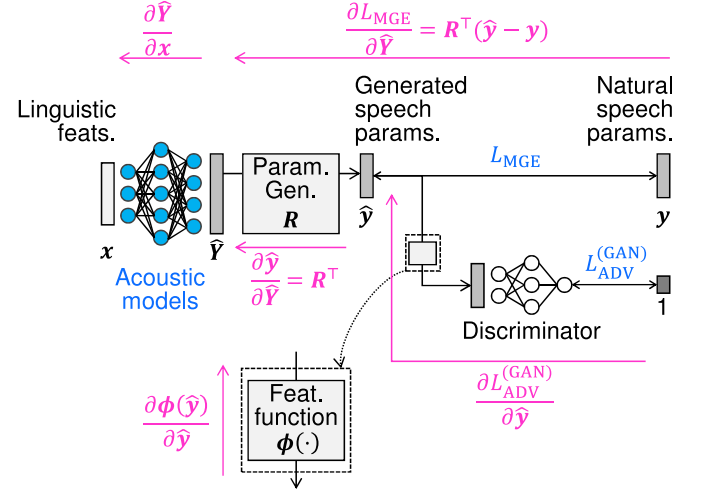 ∂Ŷ/∂x
∂L_MGE/∂Ŷ = R^⊤(ŷ − y)
Linguistic
feats.
Generated
speech
params.
Natural
speech
params.
Param.
Gen.
R
L_MGE
x
Ŷ
ŷ
y
Acoustic
models
∂ŷ/∂Ŷ = R^⊤
L_ADV^(GAN)
Discriminator
1
∂ϕ(ŷ)/∂ŷ
Feat.
function
ϕ(·)
∂L_ADV^(GAN)/∂ŷ